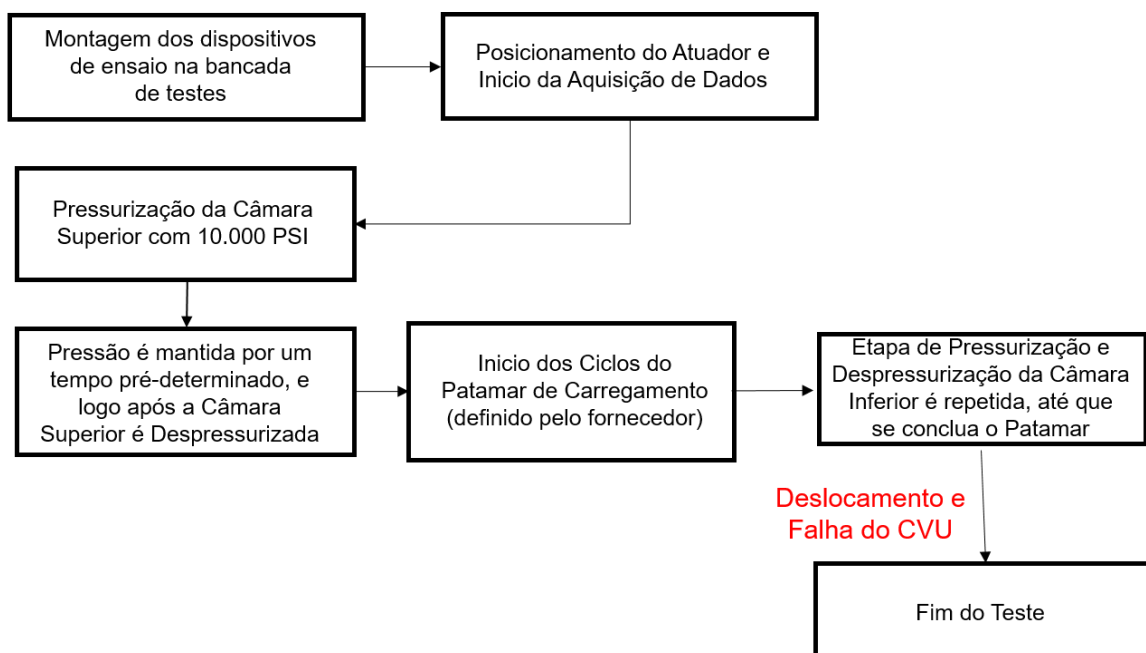 Montagem dos dispositivos
de ensaio na bancada
de testes
Posicionamento do Atuador e
Inicio da Aquisição de Dados
Pressurização da Câmara
Superior com 10.000 PSI
Pressão é mantida por um
tempo pré-determinado, e
logo após a Câmara
Superior é Despressurizada
Inicio dos Ciclos do
Patamar de Carregamento
(definido pelo fornecedor)
Etapa de Pressurização e
Despressurização da Câmara
Inferior é repetida, até que
se conclua o Patamar
Deslocamento e
Falha do CVU
Fim do Teste